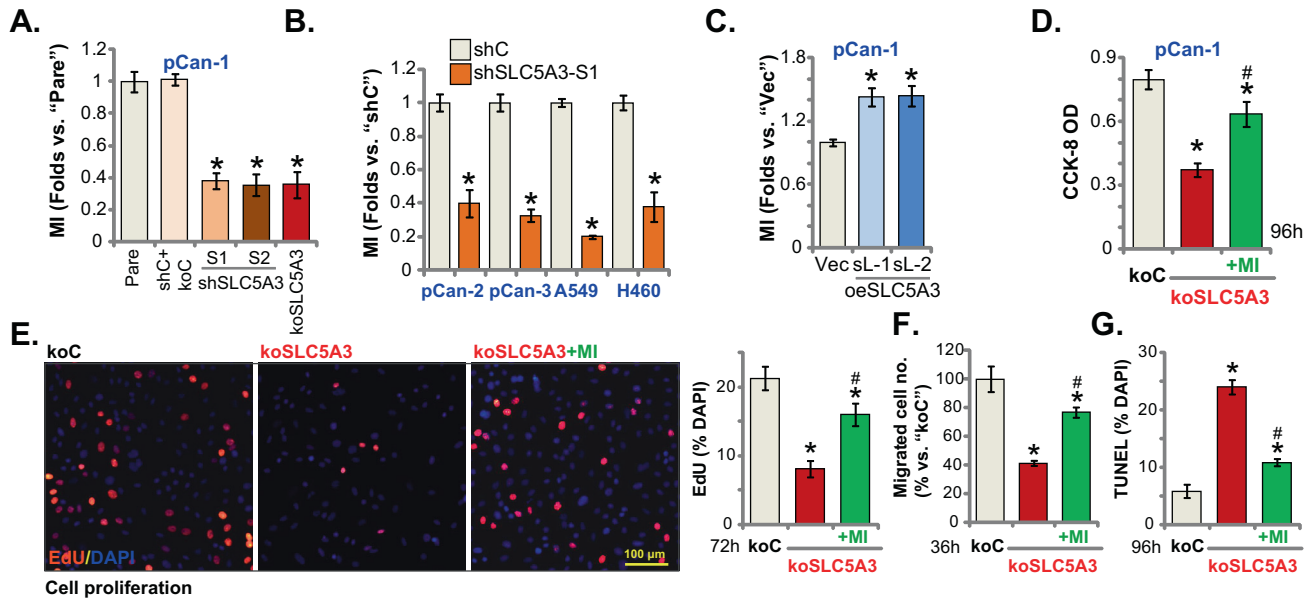 A.
pCan-1
MI (Folds vs. “Pare”)
1.2
1
0.8
0.6
0.4
0.2
0
* * *
Pare
shC+
koC
S1 S2
shSLC5A3
koSLC5A3
B.
shC
shSLC5A3-S1
MI (Folds vs. “shC”)
1.2
1
0.8
0.6
0.4
0.2
0
* * * *
pCan-2 pCan-3 A549 H460
C.
pCan-1
MI (Folds vs. “Vec”)
1.8
1.4
1.0
0.6
0
* *
Vec sL-1 sL-2
oeSLC5A3
D.
pCan-1
CCK-8 OD
0.9
0.6
0.3
0
#
* *
96h
koC +MI
koSLC5A3
E.
koC koSLC5A3 koSLC5A3+MI
EdU/DAPI
100 µm
Cell proliferation
EdU (% DAPI)
20
10
0
#
* *
72h koC +MI
koSLC5A3
F.
Migrated cell no.
(% vs. “koC”)
120
100
80
60
40
20
0
#
* *
36h koC +MI
koSLC5A3
G.
TUNEL (% DAPI)
30
20
10
0
*
#
*
96h koC +MI
koSLC5A3